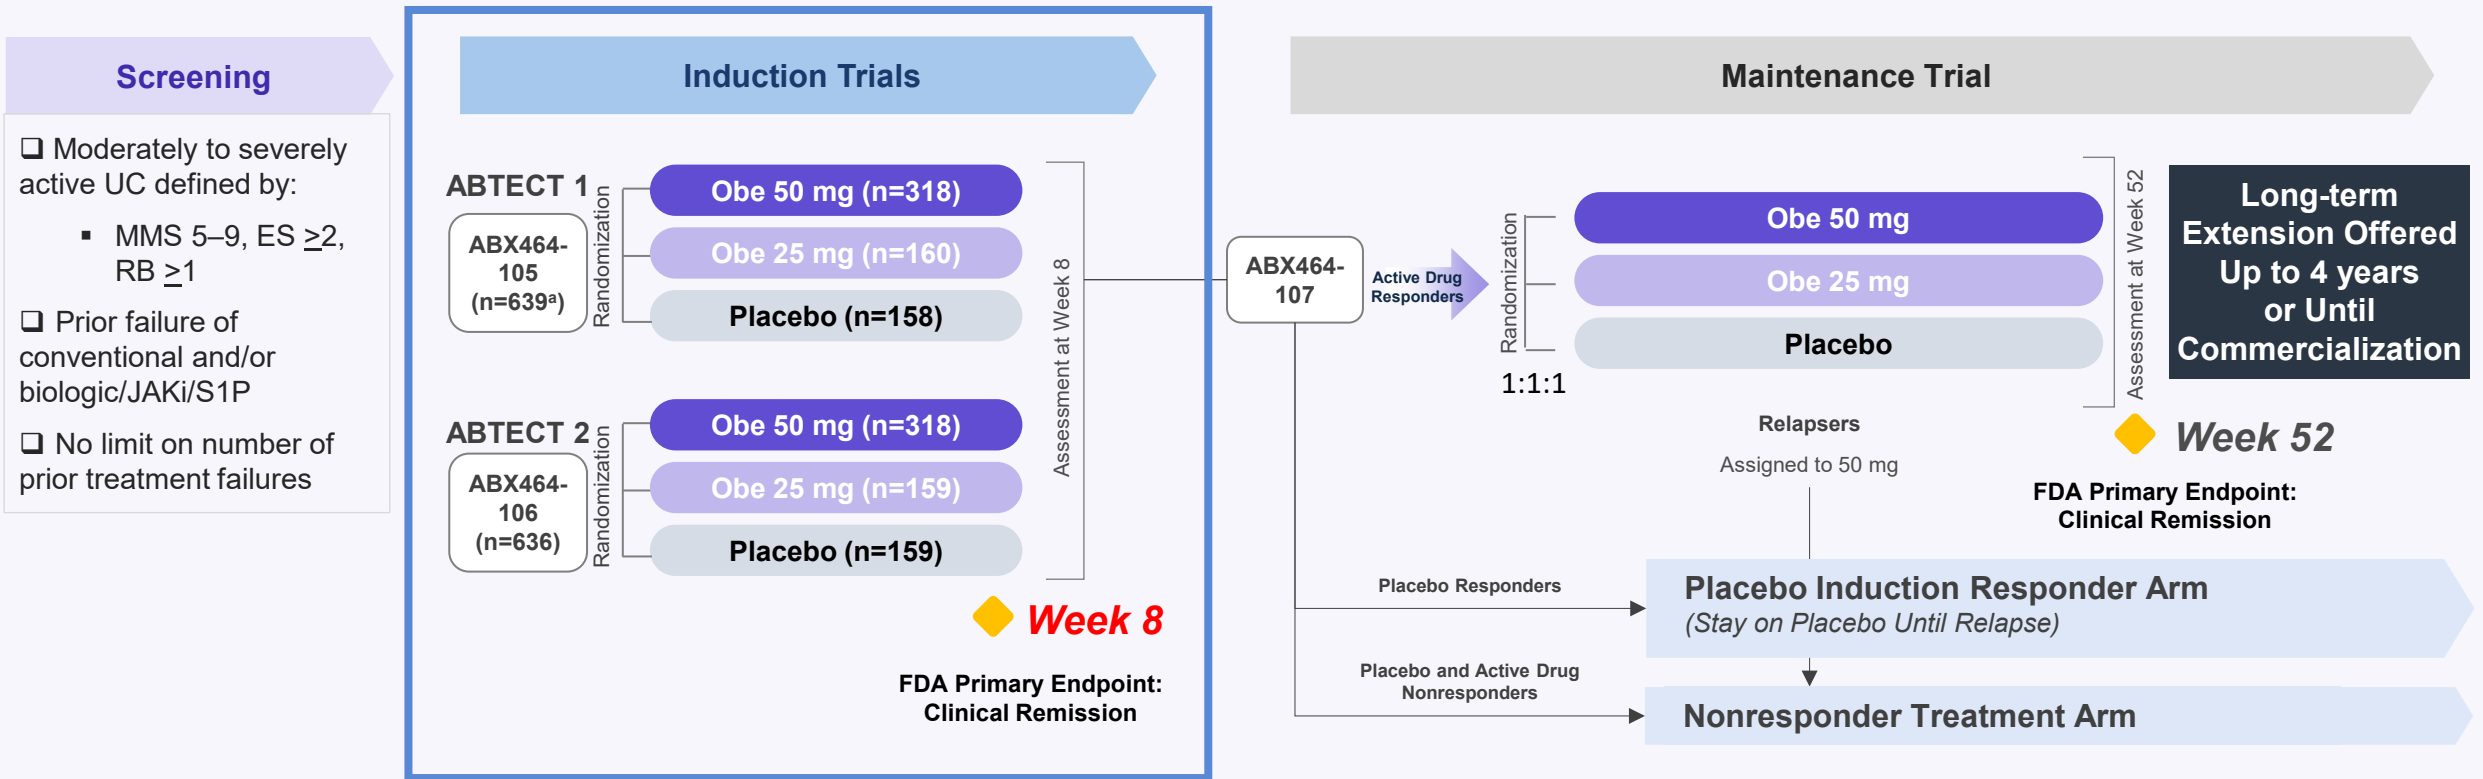 Screening
❑ Moderately to severely
active UC defined by:
▪ MMS 5–9, ES ≥2,
RB ≥1
❑ Prior failure of
conventional and/or
biologic/JAKi/S1P
❑ No limit on number of
prior treatment failures
Induction Trials
ABTECT 1
ABX464-
105
(n=639ᵃ)
Randomization
Obe 50 mg (n=318)
Obe 25 mg (n=160)
Placebo (n=158)
ABTECT 2
ABX464-
106
(n=636)
Randomization
Obe 50 mg (n=318)
Obe 25 mg (n=159)
Placebo (n=159)
Assessment at Week 8
Week 8
FDA Primary Endpoint:
Clinical Remission
Maintenance Trial
ABX464-
107
Active Drug
Responders
Randomization
1:1:1
Obe 50 mg
Obe 25 mg
Placebo
Assessment at Week 52
Long-term
Extension Offered
Up to 4 years
or Until
Commercialization
Week 52
FDA Primary Endpoint:
Clinical Remission
Relapsers
Assigned to 50 mg
Placebo Responders
Placebo Induction Responder Arm
(Stay on Placebo Until Relapse)
Placebo and Active Drug
Nonresponders
Nonresponder Treatment Arm